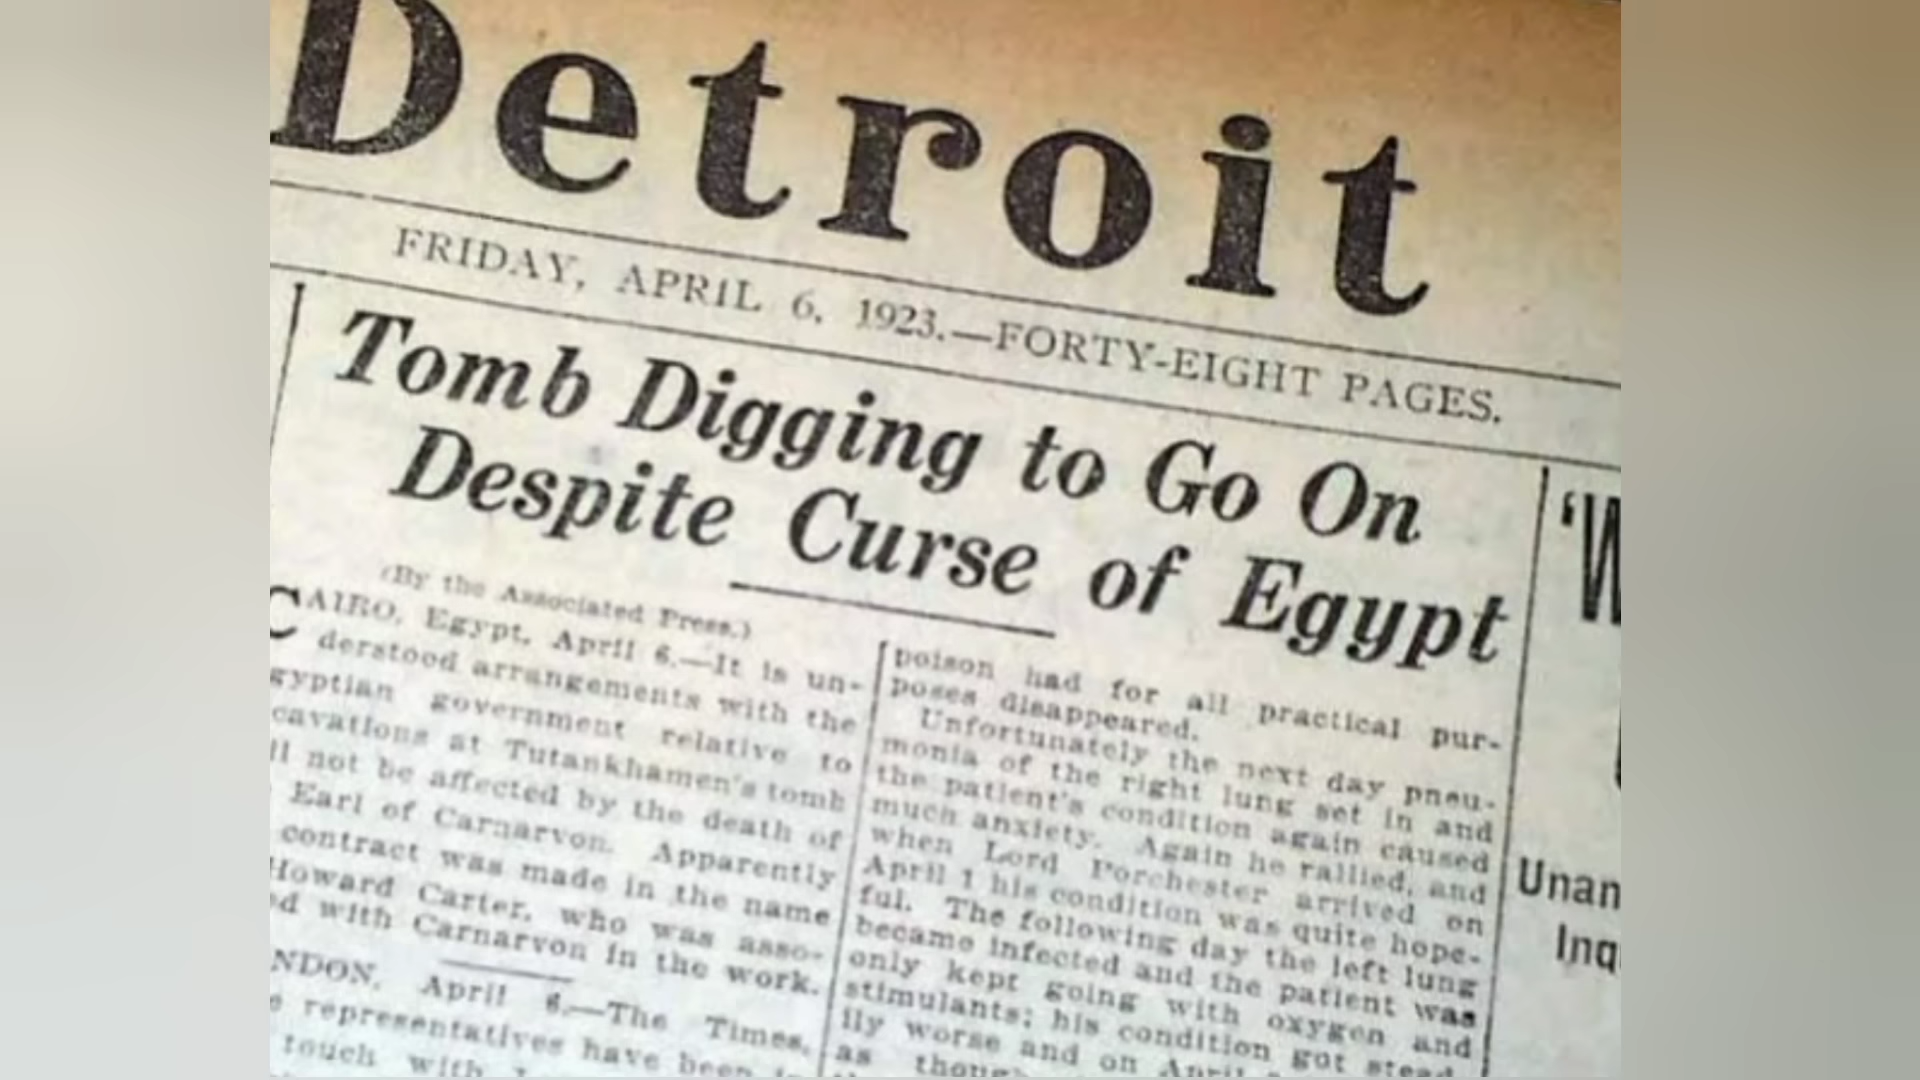 Detroit
FRIDAY, APRIL 6, 1923.—FORTY-EIGHT PAGES.
Tomb Digging to Go On
Despite Curse of Egypt
(By the Associated Press.)
CAIRO, Egypt, April 6.—It is un-
derstood arrangements with the
gyptian government relative to
cavations at Tutankhamen's tomb
ll not be affected by the death of
Earl of Carnarvon. Apparently
contract was made in the name
Howard Carter, who was asso-
ed with Carnarvon in the work.
NDON, April 6.—The Times,
e representatives have been in
touch with
poison had for all practical pur-
poses disappeared.
Unfortunately the next day pneu-
monia of the right lung set in and
the patient's condition again caused
much anxiety. Again he rallied, and
when Lord Porchester arrived on
April 1 his condition was quite hope-
ful. The following day the left lung
became infected and the patient was
only kept going with oxygen and
stimulants; his condition got stead-
ily worse and on April
as though
'W
Unan
Inq